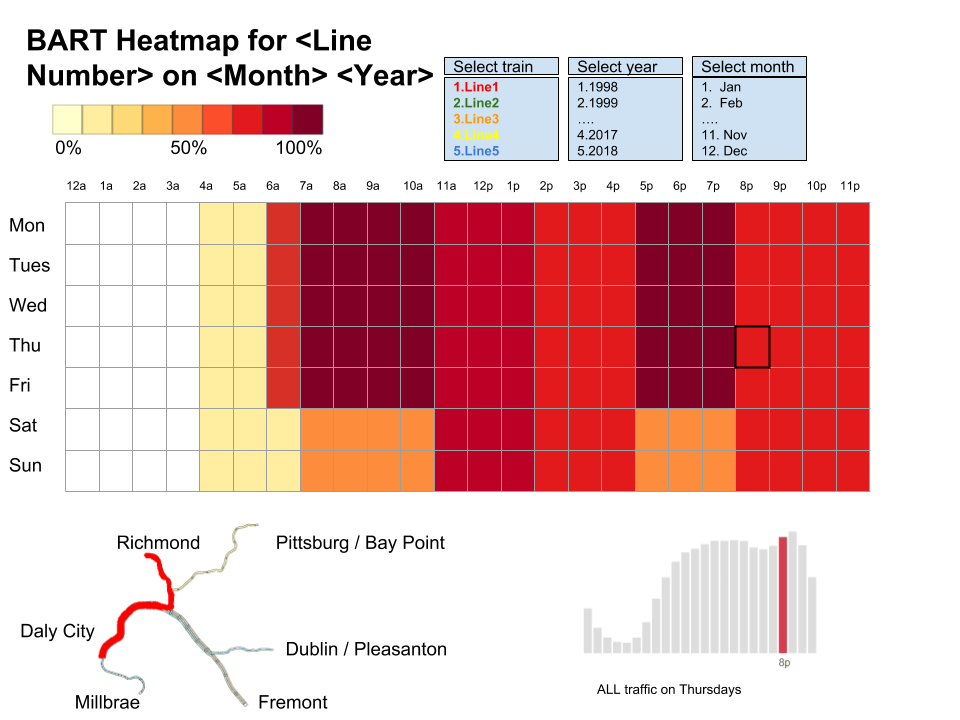 BART Heatmap for <Line
Number> on <Month> <Year>
Select train
1.Line1
2.Line2
3.Line3
4.Line4
5.Line5
Select year
1.1998
2.1999
….
4.2017
5.2018
Select month
1. Jan
2. Feb
….
11. Nov
12. Dec
0% 50% 100%
12a 1a 2a 3a 4a 5a 6a 7a 8a 9a 10a 11a 12p 1p 2p 3p 4p 5p 6p 7p 8p 9p 10p 11p
Mon
Tues
Wed
Thu
Fri
Sat
Sun
Richmond
Pittsburg / Bay Point
Daly City
Dublin / Pleasanton
Millbrae
Fremont
8p
ALL traffic on Thursdays